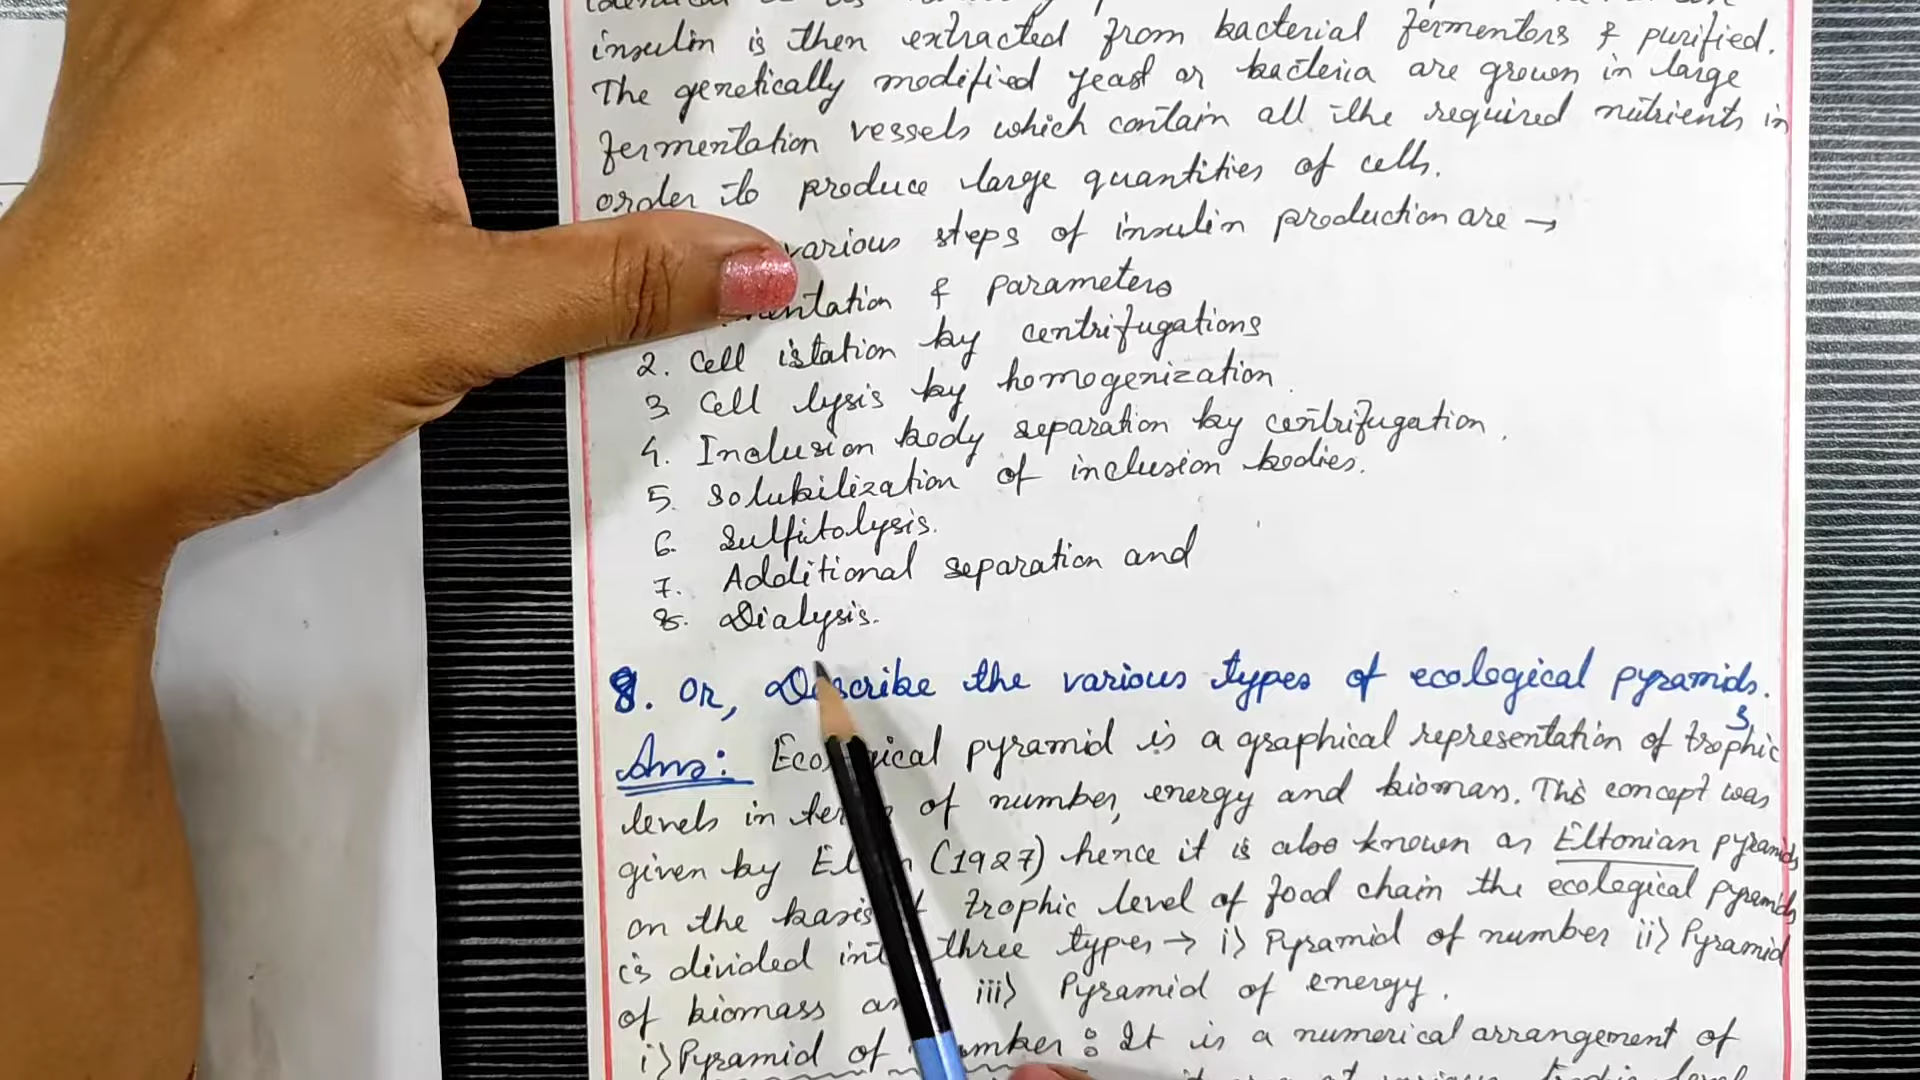 insulin is then extracted from bacterial fermentors & purified.
The genetically modified yeast or bacteria are grown in large
fermentation vessels which contain all the required nutrients in
order to produce large quantities of cells.
various steps of insulin production are →
entation & parameters
2. Cell istation by centrifugations
3. Cell lysis by homogenization.
4. Inclusion body separation by centrifugation.
5. Solubilization of inclusion bodies.
6. Sulfitolysis.
7. Additional separation and
8. Dialysis.
8. Or, Describe the various types of ecological pyramids.
3
Ans: Ecological pyramid is a graphical representation of trophic
levels in of number, energy and biomass. This concept was
given by (1927) hence it is also known as Eltonian pyramids
on the basis trophic level of food chain the ecological pyramids
is divided three types → i) Pyramid of number ii) Pyramid
of biomass iii) Pyramid of energy.
i) Pyramid of number : It is a numerical arrangement of